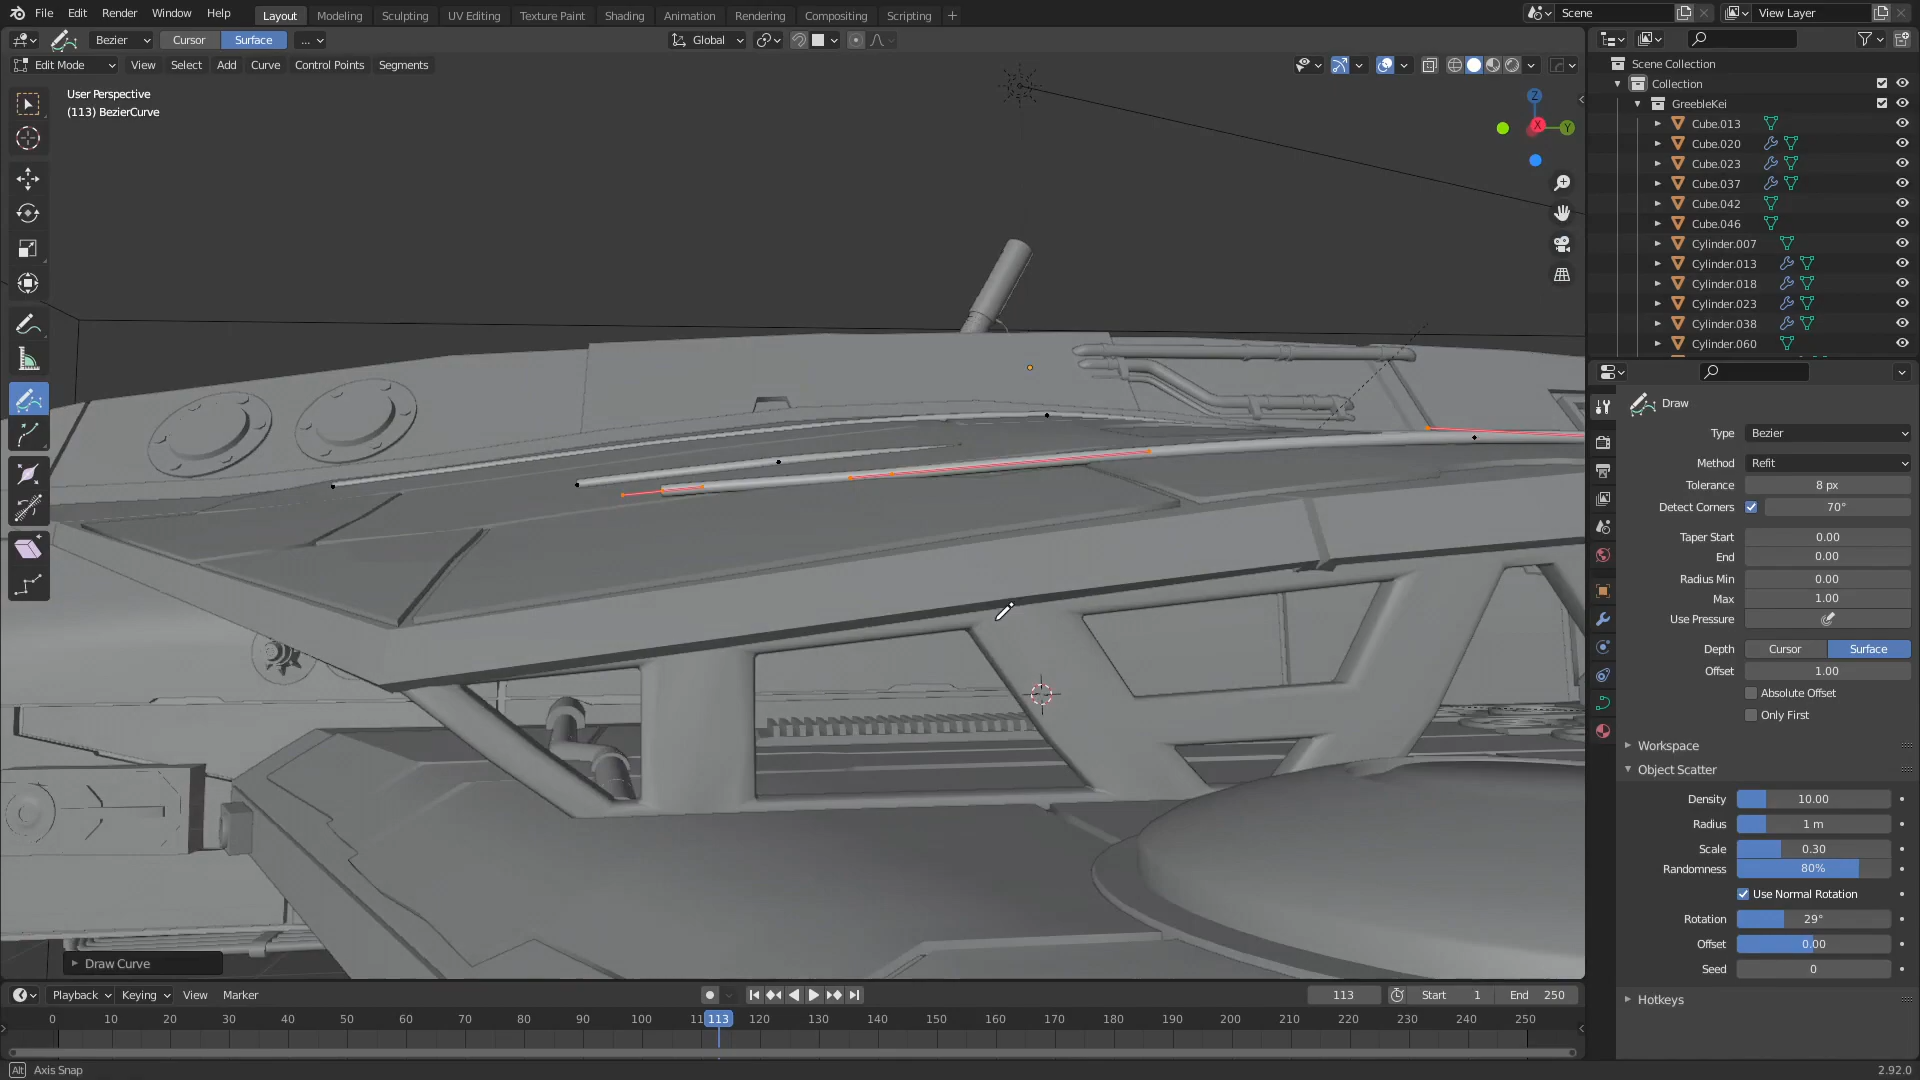 File Edit Render Window Help
Layout Modeling Sculpting UV Editing Texture Paint Shading Animation Rendering Compositing Scripting +
Scene
View Layer
Bezier Cursor Surface ...
Global
Edit Mode View Select Add Curve Control Points Segments
User Perspective
(113) BezierCurve
Z
X
Y
Scene Collection
Collection
GreebleKei
Cube.013
Cube.020
Cube.023
Cube.037
Cube.042
Cube.046
Cylinder.007
Cylinder.013
Cylinder.018
Cylinder.023
Cylinder.038
Cylinder.060
Draw
Type Bezier
Method Refit
Tolerance 8 px
Detect Corners 70°
Taper Start 0.00
End 0.00
Radius Min 0.00
Max 1.00
Use Pressure
Depth Cursor Surface
Offset 1.00
Absolute Offset
Only First
Workspace
Object Scatter
Density 10.00
Radius 1 m
Scale 0.30
Randomness 80%
Use Normal Rotation
Rotation 29°
Offset 0.00
Seed 0
Hotkeys
Draw Curve
Playback Keying View Marker
113 Start 1 End 250
0 10 20 30 40 50 60 70 80 90 100 11 113 120 130 140 150 160 170 180 190 200 210 220 230 240 250
Alt Axis Snap
2.92.0